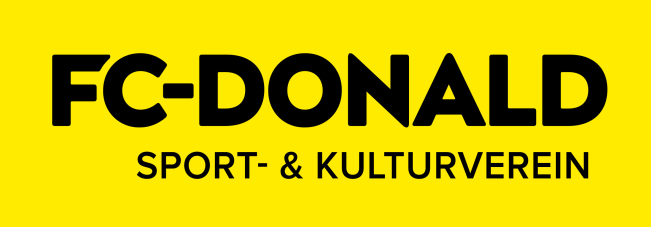 FC-DONALD
SPORT- & KULTURVEREIN